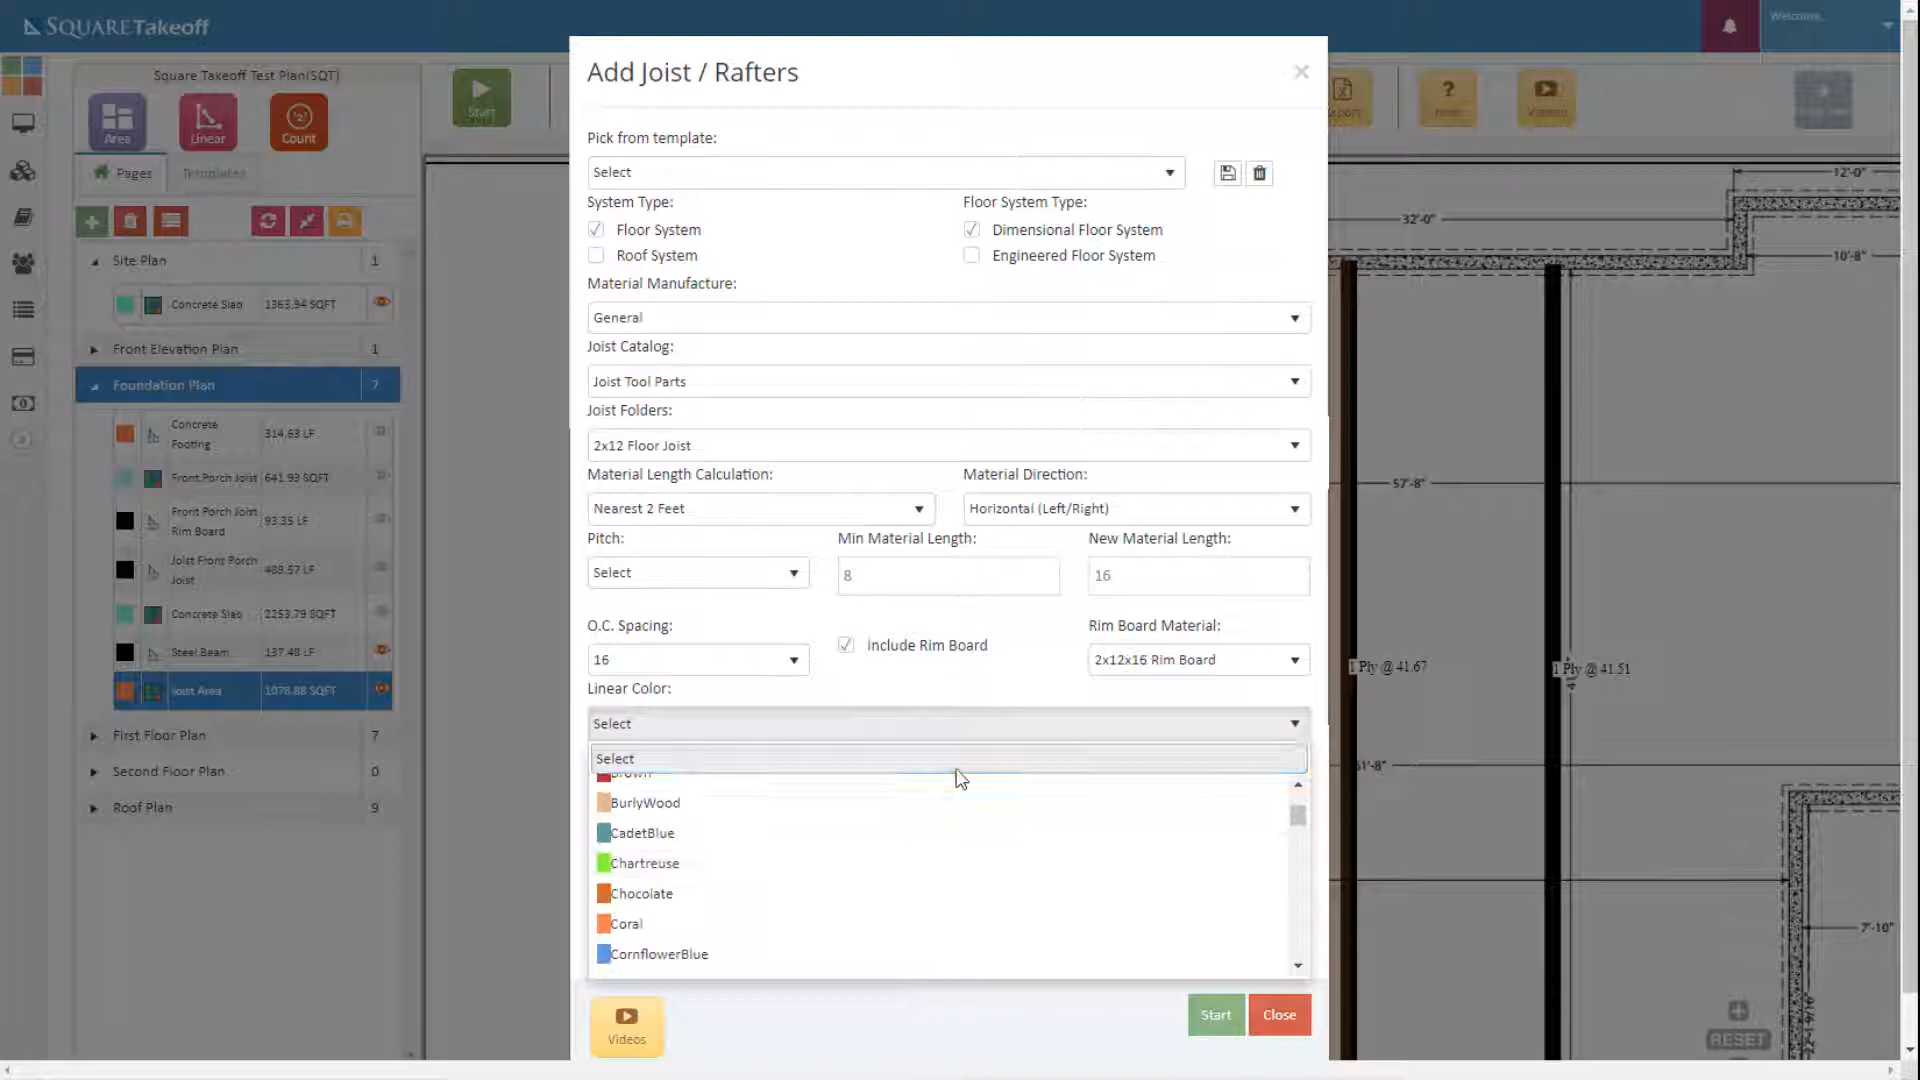 SQUARETakeoff
Welcome,
Square Takeoff Test Plan(SQT)
Area
Linear
Count
Pages
Templates
Site Plan 1
Concrete Slab 1363.94 SQFT
Front Elevation Plan 1
Foundation Plan 7
Concrete Footing 314.63 LF
Front Porch Joist 641.93 SQFT
Front Porch Joist Rim Board 93.35 LF
Joist Front Porch Joist 489.57 LF
Concrete Slab 2253.79 SQFT
Steel Beam 137.48 LF
Joist Area 1078.88 SQFT
First Floor Plan 7
Second Floor Plan 0
Roof Plan 9
Start
Add Joist / Rafters
×
Pick from template:
Select
System Type:
Floor System Type:
Floor System
Dimensional Floor System
Roof System
Engineered Floor System
Material Manufacture:
General
Joist Catalog:
Joist Tool Parts
Joist Folders:
2x12 Floor Joist
Material Length Calculation:
Material Direction:
Nearest 2 Feet
Horizontal (Left/Right)
Pitch:
Min Material Length:
New Material Length:
Select
8
16
O.C. Spacing:
Include Rim Board
Rim Board Material:
16
2x12x16 Rim Board
Linear Color:
Select
Select
Brown
BurlyWood
CadetBlue
Chartreuse
Chocolate
Coral
CornflowerBlue
Videos
Start
Close
Videos
12'-0"
32'-0"
10'-8"
57'-8"
1 Ply @ 41.67
1 Ply @ 41.51
51'-8"
7'-10"
RESET